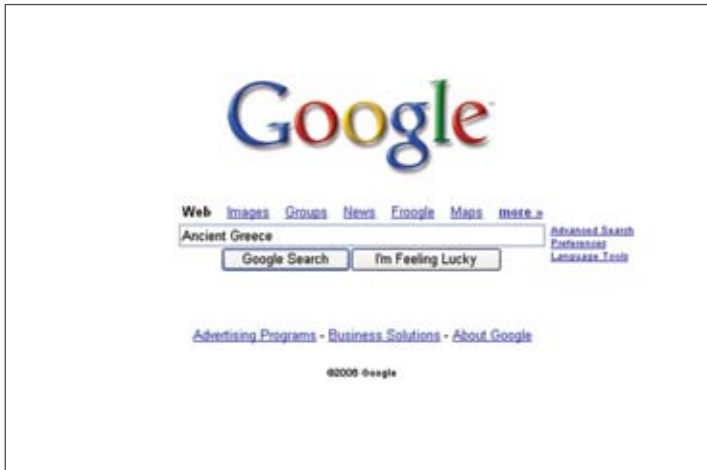 Google™
Web Images Groups News Froogle Maps more »
Ancient Greece
Advanced Search
Preferences
Language Tools
Google Search I'm Feeling Lucky
Advertising Programs - Business Solutions - About Google
©2006 Google